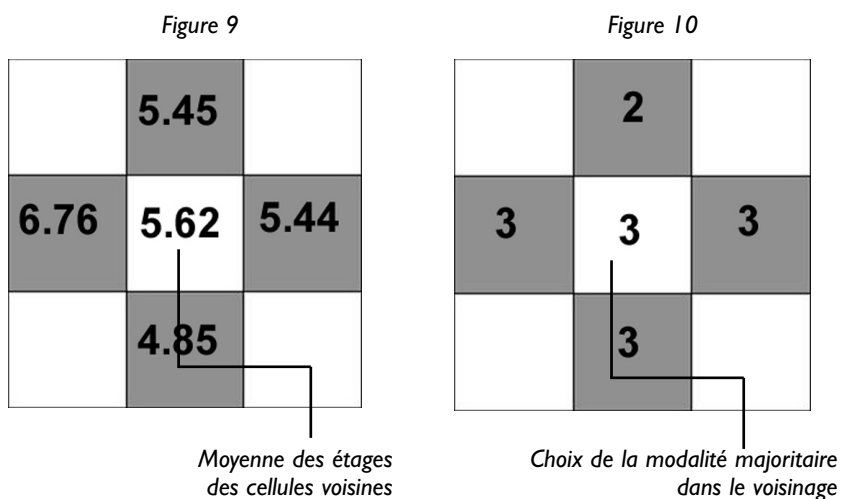 Figure 9
Figure 10
5.45
6.76 5.62 5.44
4.85
2
3 3 3
3
Moyenne des étages
des cellules voisines
Choix de la modalité majoritaire
dans le voisinage